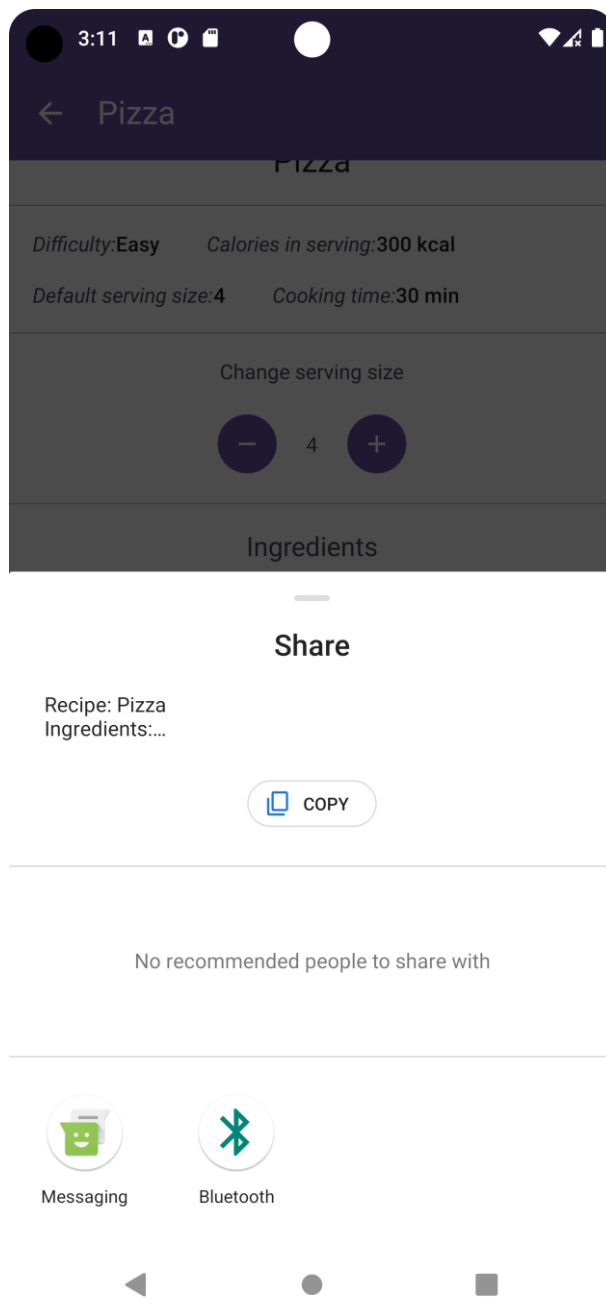 3:11
Pizza
Pizza
Difficulty:Easy Calories in serving:300 kcal
Default serving size:4 Cooking time:30 min
Change serving size
4
Ingredients
Share
Recipe: Pizza
Ingredients:…
COPY
No recommended people to share with
Messaging Bluetooth